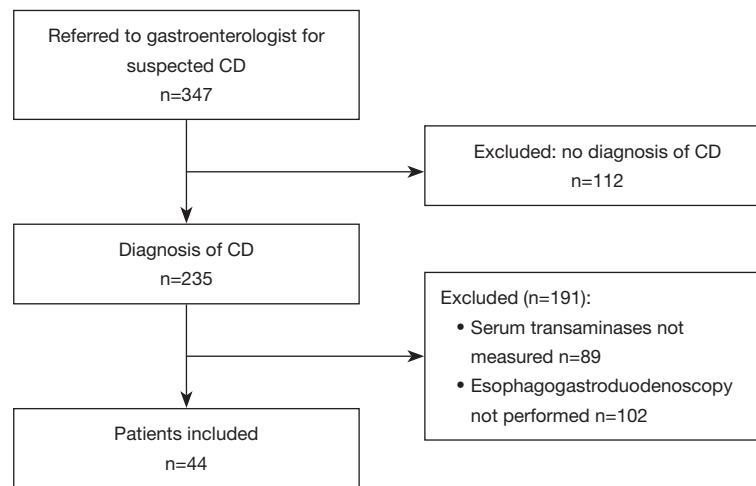 Referred to gastroenterologist for
suspected CD
n=347
Excluded: no diagnosis of CD
n=112
Diagnosis of CD
n=235
Excluded (n=191):
• Serum transaminases not
measured n=89
• Esophagogastroduodenoscopy
not performed n=102
Patients included
n=44